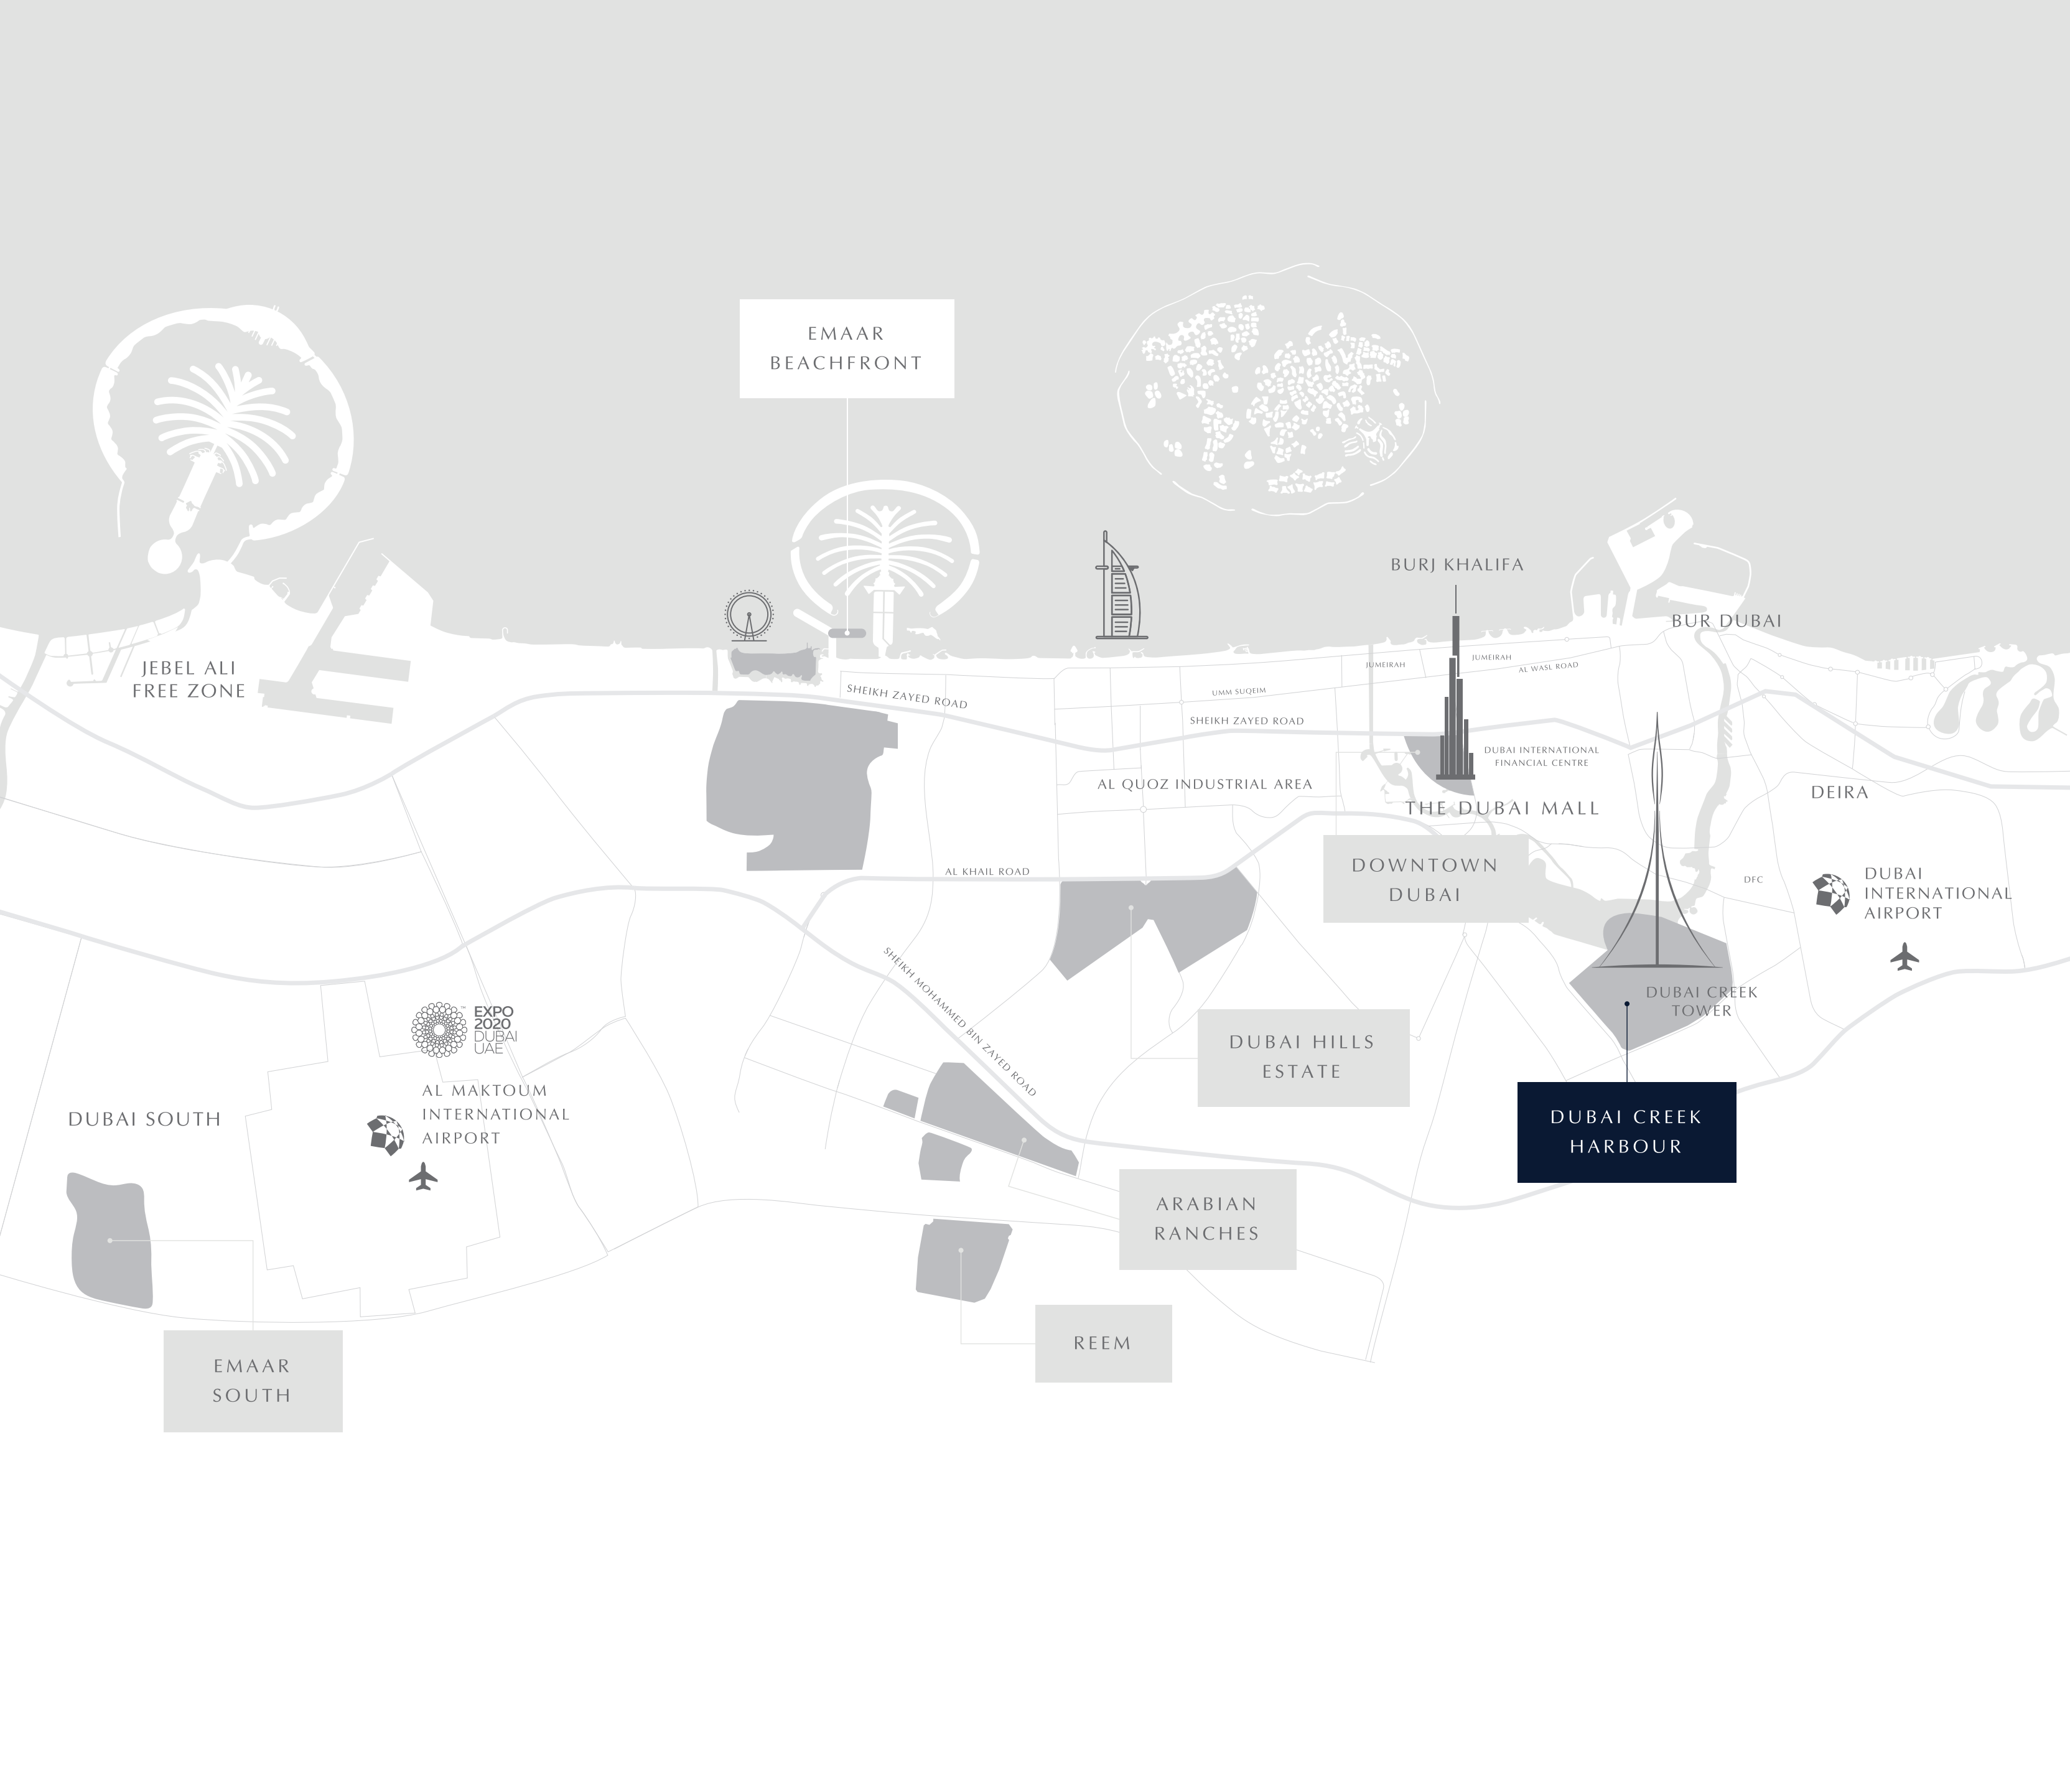 EMAAR
BEACHFRONT
BURJ KHALIFA
BUR DUBAI
JEBEL ALI
FREE ZONE
JUMEIRAH
JUMEIRAH
AL WASL ROAD
SHEIKH ZAYED ROAD
UMM SUQEIM
SHEIKH ZAYED ROAD
DUBAI INTERNATIONAL
FINANCIAL CENTRE
AL QUOZ INDUSTRIAL AREA
THE DUBAI MALL
DEIRA
DOWNTOWN
DUBAI
AL KHAIL ROAD
DFC
DUBAI
INTERNATIONAL
AIRPORT
SHEIKH MOHAMMED BIN ZAYED ROAD
DUBAI CREEK
TOWER
EXPO
2020
DUBAI
UAE
™
DUBAI HILLS
ESTATE
AL MAKTOUM
INTERNATIONAL
AIRPORT
DUBAI SOUTH
DUBAI CREEK
HARBOUR
ARABIAN
RANCHES
REEM
EMAAR
SOUTH